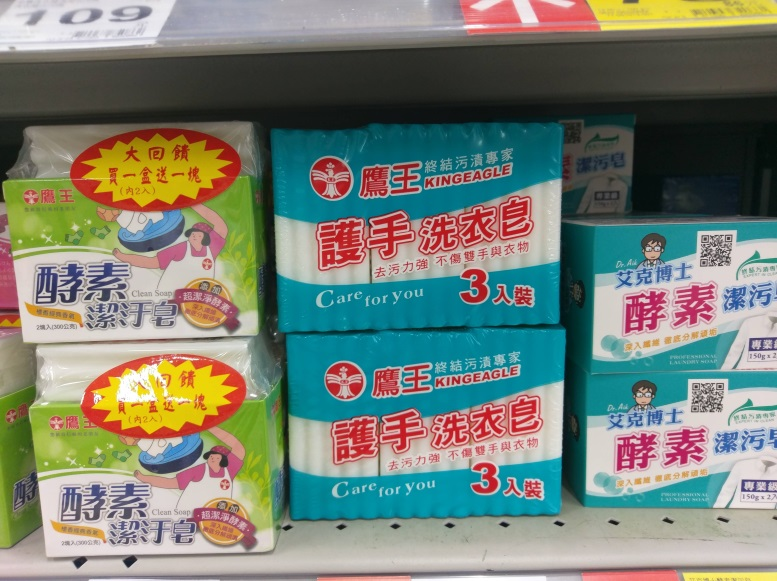 109
大回饋
買一盒送一塊
(內2入)
鷹王
酵素
Clean Soap
潔汙皂
添加
超潔淨酵素
2塊入(300公克)
鷹王 終結污漬專家
KINGEAGLE
護手 洗衣皂
去污力強 不傷雙手與衣物
Care for you
3入裝
潔污皂
Dr. Aik
艾克博士
酵素 潔污皂
深入纖維 徹底分解頑垢
PROFESSIONAL
LAUNDRY SOAP
專業級
150g x 2
大回饋
買一盒送一塊
(內2入)
鷹
酵素
Clean Soap
潔汙皂
添加
超潔淨酵素
2塊入(300公克)
鷹王 終結污漬專家
KINGEAGLE
護手 洗衣皂
去污力強 不傷雙手與衣物
Care for you
3入裝
Dr. Aik
艾克博士
酵素 潔污皂
深入纖維 徹底分解頑垢
PROFESSIONAL
LAUNDRY SOAP
專業級
150g x 2入